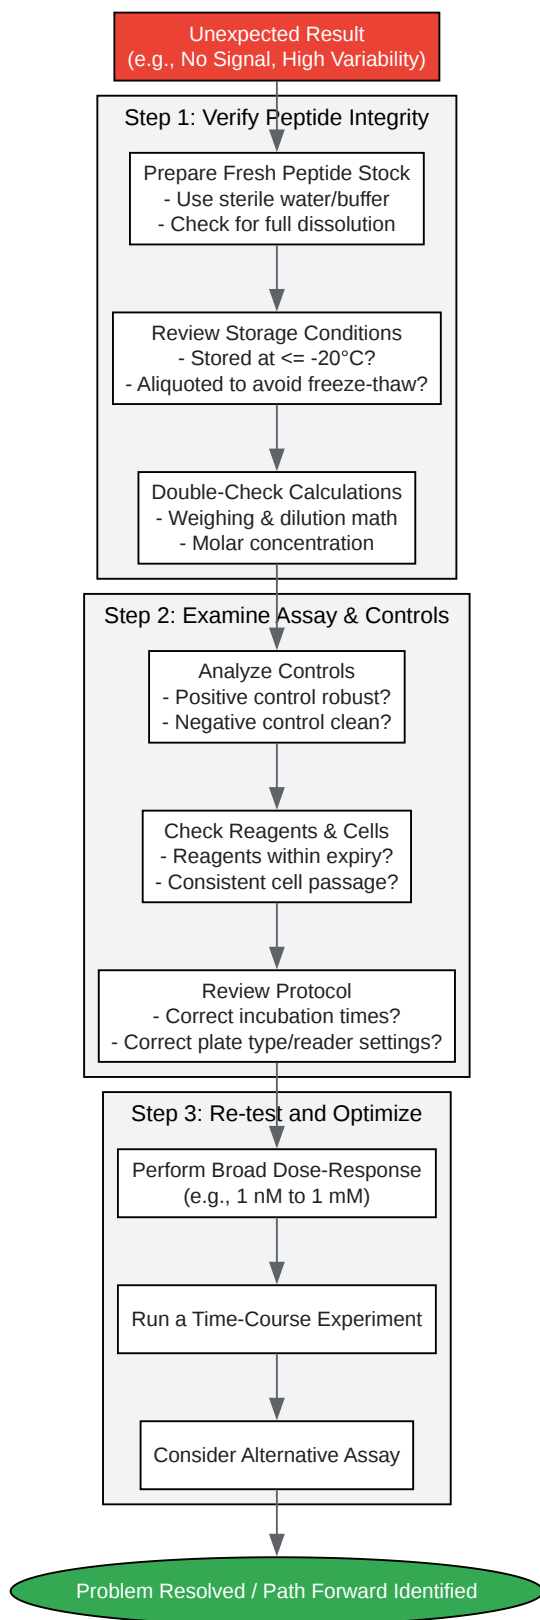 Unexpected Result
(e.g., No Signal, High Variability)
Step 1: Verify Peptide Integrity
Prepare Fresh Peptide Stock
- Use sterile water/buffer
- Check for full dissolution
Review Storage Conditions
- Stored at <= -20°C?
- Aliquoted to avoid freeze-thaw?
Double-Check Calculations
- Weighing & dilution math
- Molar concentration
Step 2: Examine Assay & Controls
Analyze Controls
- Positive control robust?
- Negative control clean?
Check Reagents & Cells
- Reagents within expiry?
- Consistent cell passage?
Review Protocol
- Correct incubation times?
- Correct plate type/reader settings?
Step 3: Re-test and Optimize
Perform Broad Dose-Response
(e.g., 1 nM to 1 mM)
Run a Time-Course Experiment
Consider Alternative Assay
Problem Resolved / Path Forward Identified